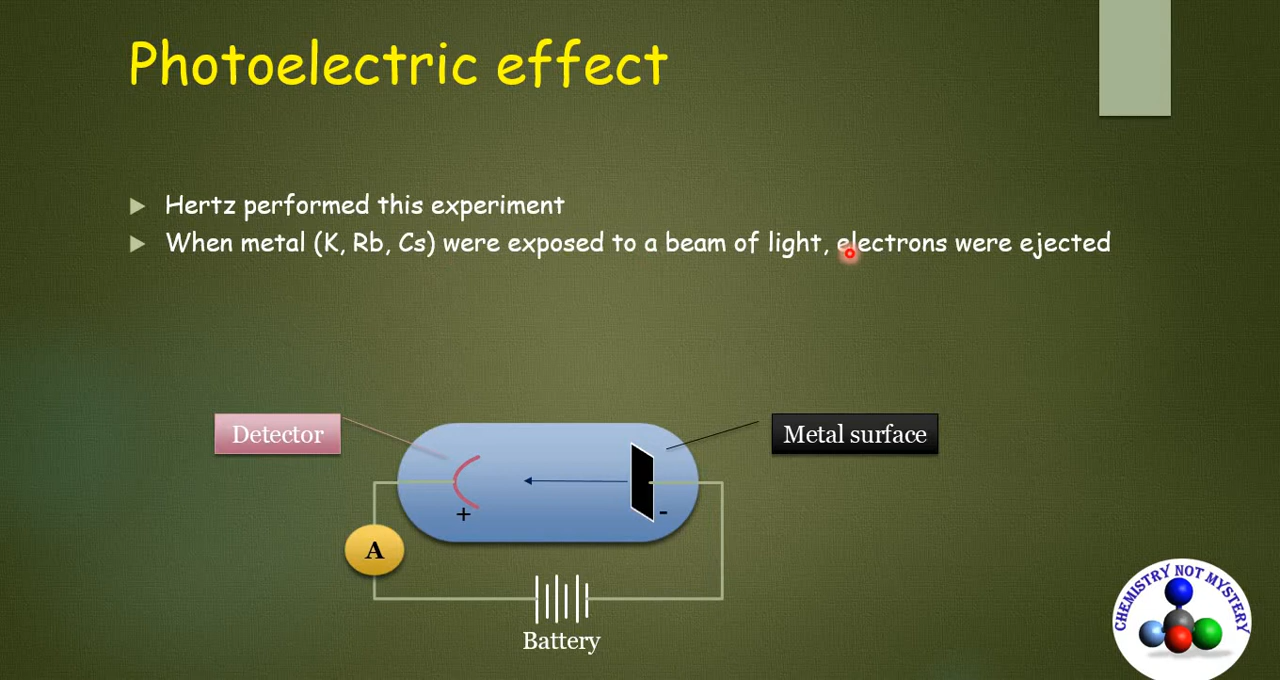 Photoelectric effect
Hertz performed this experiment
When metal (K, Rb, Cs) were exposed to a beam of light, electrons were ejected
Detector
Metal surface
+
-
A
Battery
CHEMISTRY NOT MYSTERY